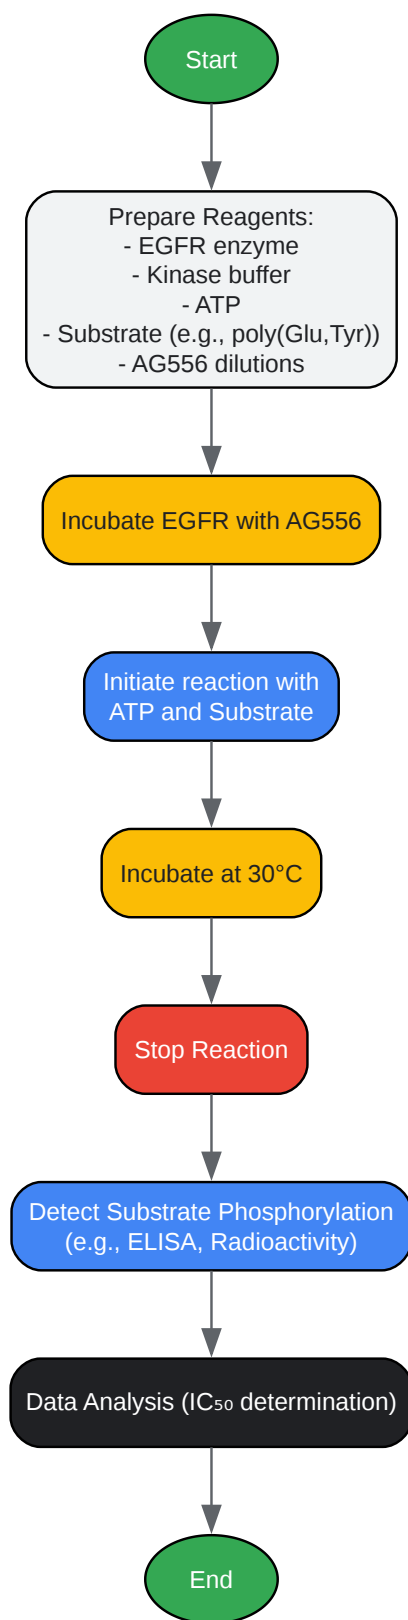 Start
Prepare Reagents:
- EGFR enzyme
- Kinase buffer
- ATP
- Substrate (e.g., poly(Glu,Tyr))
- AG556 dilutions
Incubate EGFR with AG556
Initiate reaction with
ATP and Substrate
Incubate at 30°C
Stop Reaction
Detect Substrate Phosphorylation
(e.g., ELISA, Radioactivity)
Data Analysis (IC₅₀ determination)
End